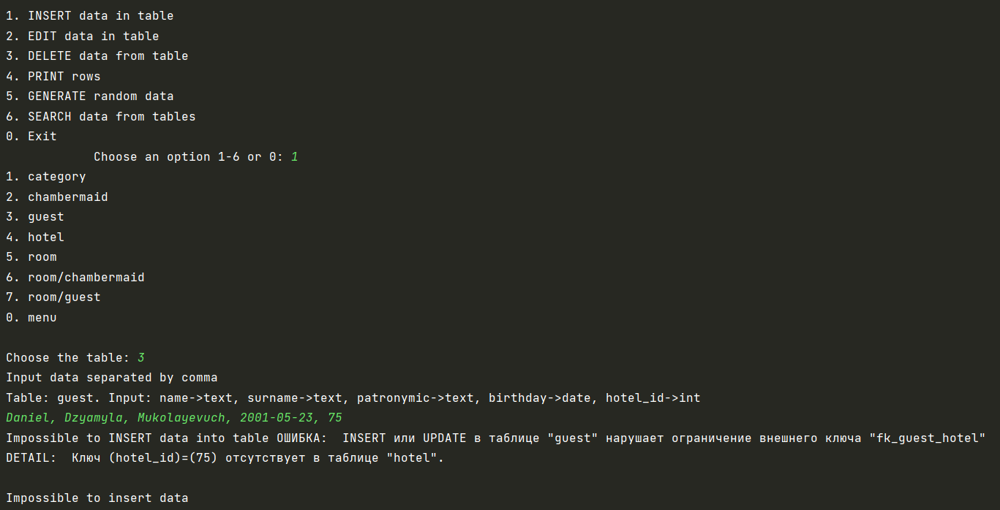 1. INSERT data in table
2. EDIT data in table
3. DELETE data from table
4. PRINT rows
5. GENERATE random data
6. SEARCH data from tables
0. Exit
Choose an option 1-6 or 0: 1
1. category
2. chambermaid
3. guest
4. hotel
5. room
6. room/chambermaid
7. room/guest
0. menu
Choose the table: 3
Input data separated by comma
Table: guest. Input: name->text, surname->text, patronymic->text, birthday->date, hotel_id->int
Daniel, Dzyamyla, Mukolayevuch, 2001-05-23, 75
Impossible to INSERT data into table ОШИБКА:  INSERT или UPDATE в таблице "guest" нарушает ограничение внешнего ключа "fk_guest_hotel"
DETAIL:  Ключ (hotel_id)=(75) отсутствует в таблице "hotel".
Impossible to insert data